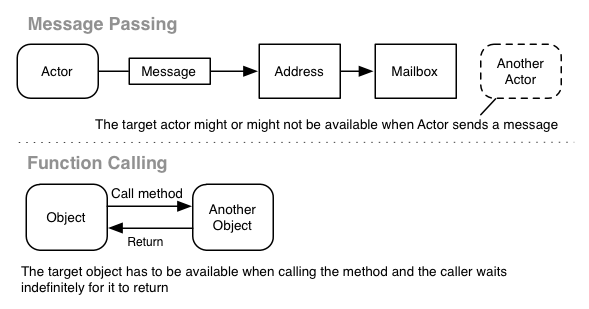 Message Passing
Actor
Message
Address
Mailbox
Another
Actor
The target actor might or might not be available when Actor sends a message
Function Calling
Call method
Object
Another
Object
Return
The target object has to be available when calling the method and the caller waits
indefinitely for it to return